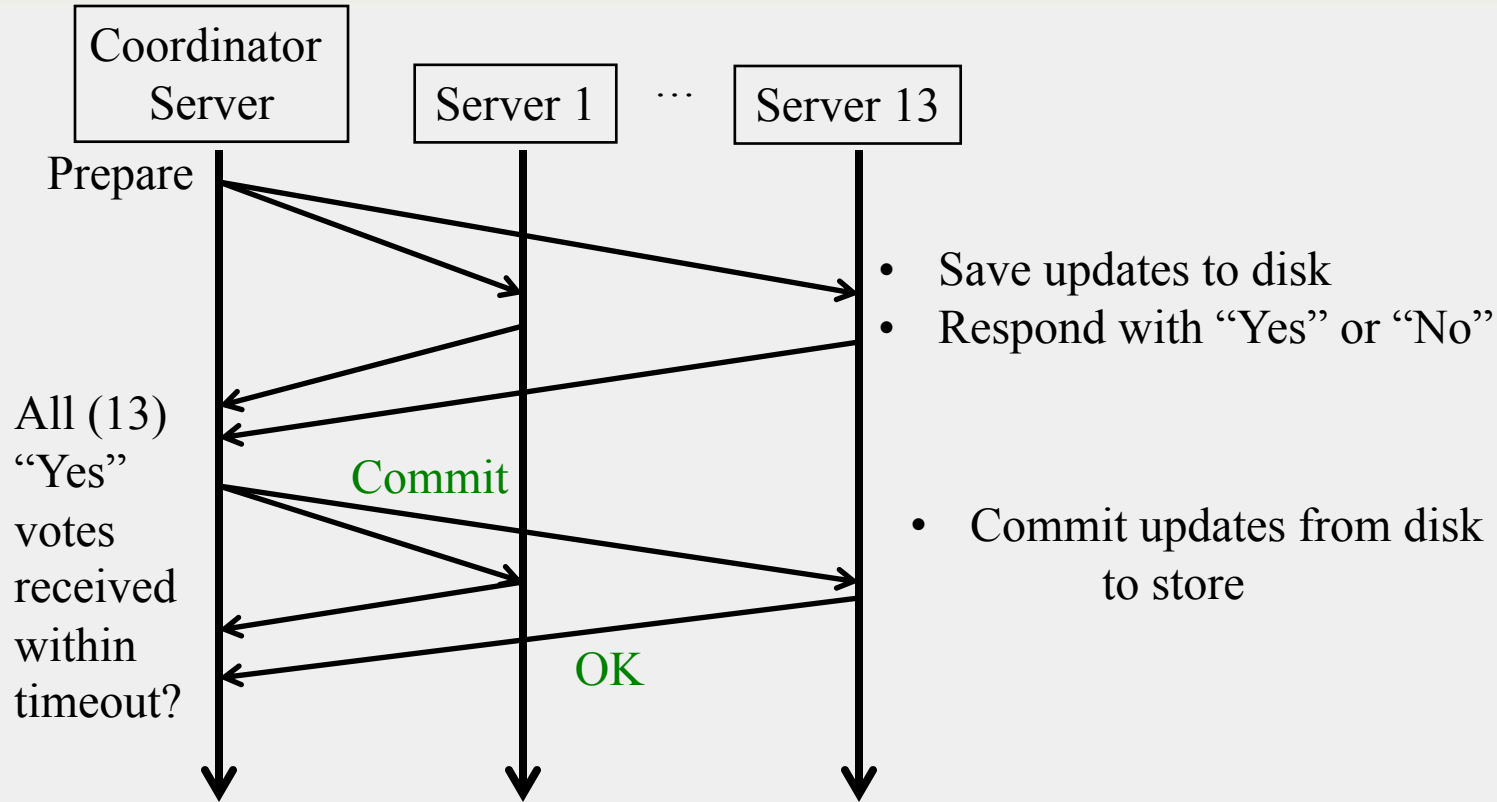 Coordinator
Server
Server 1
…
Server 13
Prepare
• Save updates to disk
• Respond with “Yes” or “No”
All (13)
“Yes”
votes
received
within
timeout?
Commit
• Commit updates from disk
to store
OK